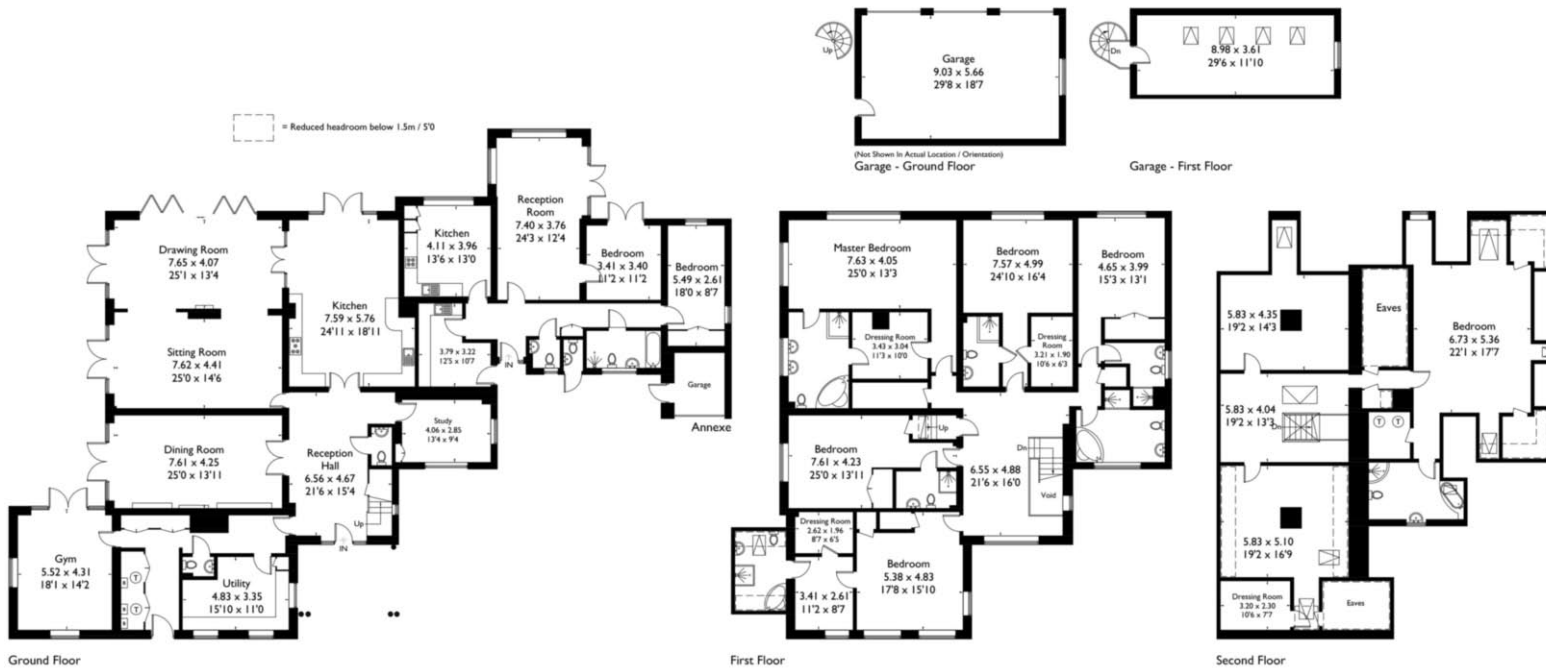 Up
Garage
9.03 x 5.66
29'8 x 18'7
(Not Shown In Actual Location / Orientation)
Garage - Ground Floor
Dn
8.98 x 3.61
29'6 x 11'10
Garage - First Floor
= Reduced headroom below 1.5m / 5'0
Drawing Room
7.65 x 4.07
25'1 x 13'4
Sitting Room
7.62 x 4.41
25'0 x 14'6
Dining Room
7.61 x 4.25
25'0 x 13'11
Kitchen
7.59 x 5.76
24'11 x 18'11
Kitchen
4.11 x 3.96
13'6 x 13'0
Reception
Room
7.40 x 3.76
24'3 x 12'4
Bedroom
3.41 x 3.40
11'2 x 11'2
Bedroom
5.49 x 2.61
18'0 x 8'7
3.79 x 3.22
12'5 x 10'7
IN
Garage
Annexe
Study
4.06 x 2.85
13'4 x 9'4
Reception
Hall
6.56 x 4.67
21'6 x 15'4
Up
IN
Gym
5.52 x 4.31
18'1 x 14'2
T
T
Utility
4.83 x 3.35
15'10 x 11'0
Ground Floor
Master Bedroom
7.63 x 4.05
25'0 x 13'3
Bedroom
7.57 x 4.99
24'10 x 16'4
Bedroom
4.65 x 3.99
15'3 x 13'1
Dressing Room
3.43 x 3.04
11'3 x 10'0
Dressing
Room
3.21 x 1.90
10'6 x 6'3
Up
Bedroom
7.61 x 4.23
25'0 x 13'11
6.55 x 4.88
21'6 x 16'0
Dn
Void
Dressing Room
2.62 x 1.96
8'7 x 6'5
Bedroom
5.38 x 4.83
17'8 x 15'10
3.41 x 2.61
11'2 x 8'7
First Floor
5.83 x 4.35
19'2 x 14'3
Eaves
Bedroom
6.73 x 5.36
22'1 x 17'7
5.83 x 4.04
19'2 x 13'3
T
T
5.83 x 5.10
19'2 x 16'9
Dressing Room
3.20 x 2.30
10'6 x 7'7
Eaves
Second Floor